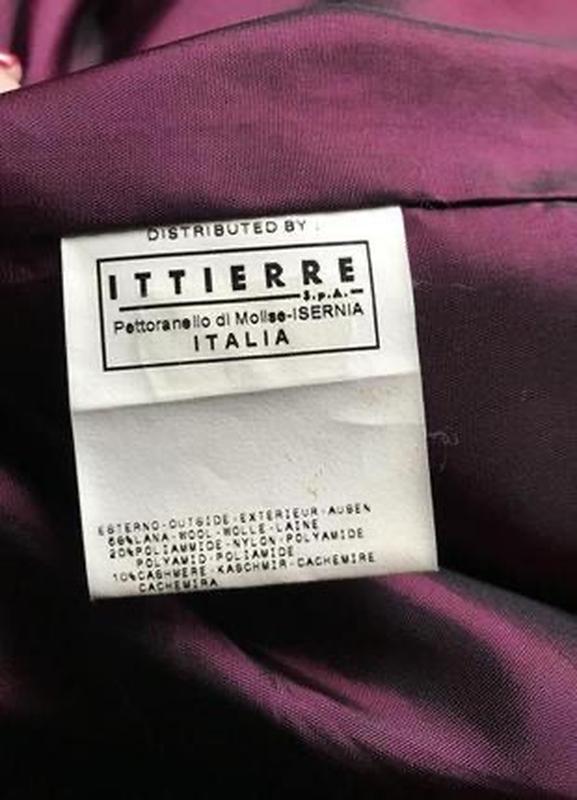 DISTRIBUTED BY :
ITTIERRE
S.p.A.
Pettoranello di Molise-ISERNIA
ITALIA
ESTERNO-OUTSIDE-EXTERIEUR-AUSEN
LANA-WOOL-WOLLE-LAINE
20%POLIAMMIDE-NYLON-POLYAMIDE
POLYAMID-POLIAMIDE
10%CASHMERE-KASCHMIR-CACHEMIRE
CACHEMIRA